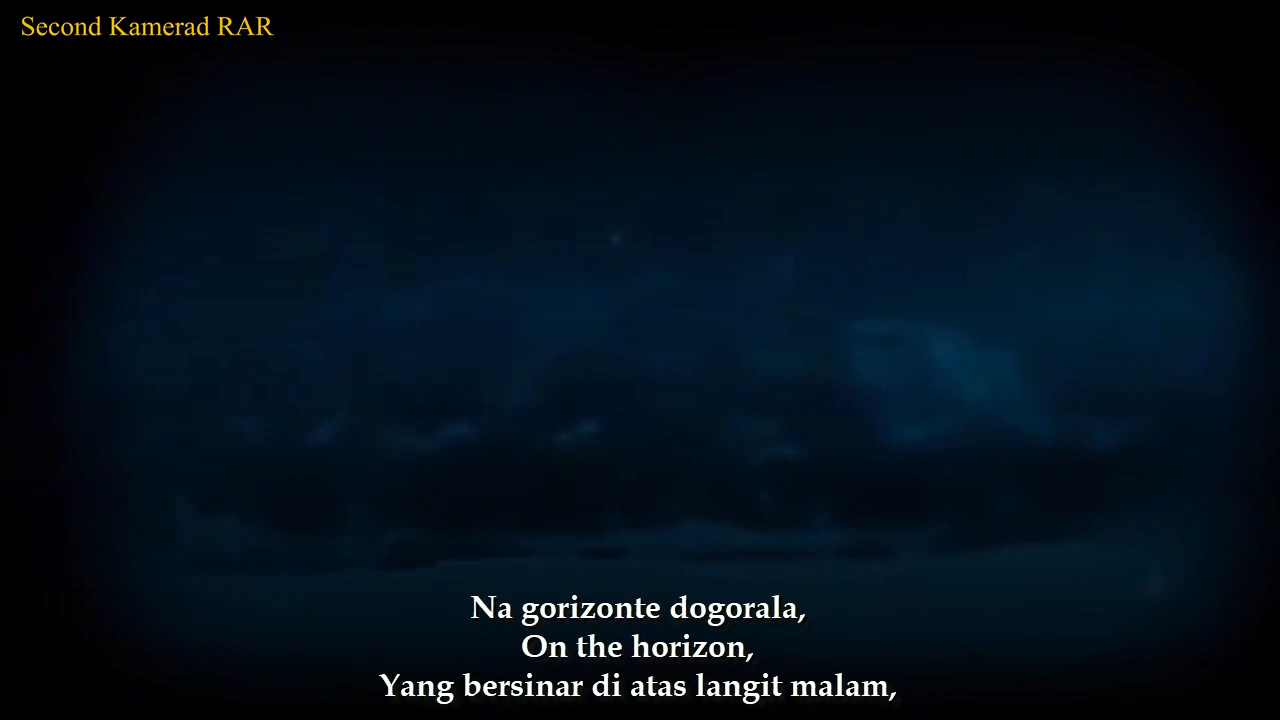 Second Kamerad RAR
Na gorizonte dogorala,
On the horizon,
Yang bersinar di atas langit malam,